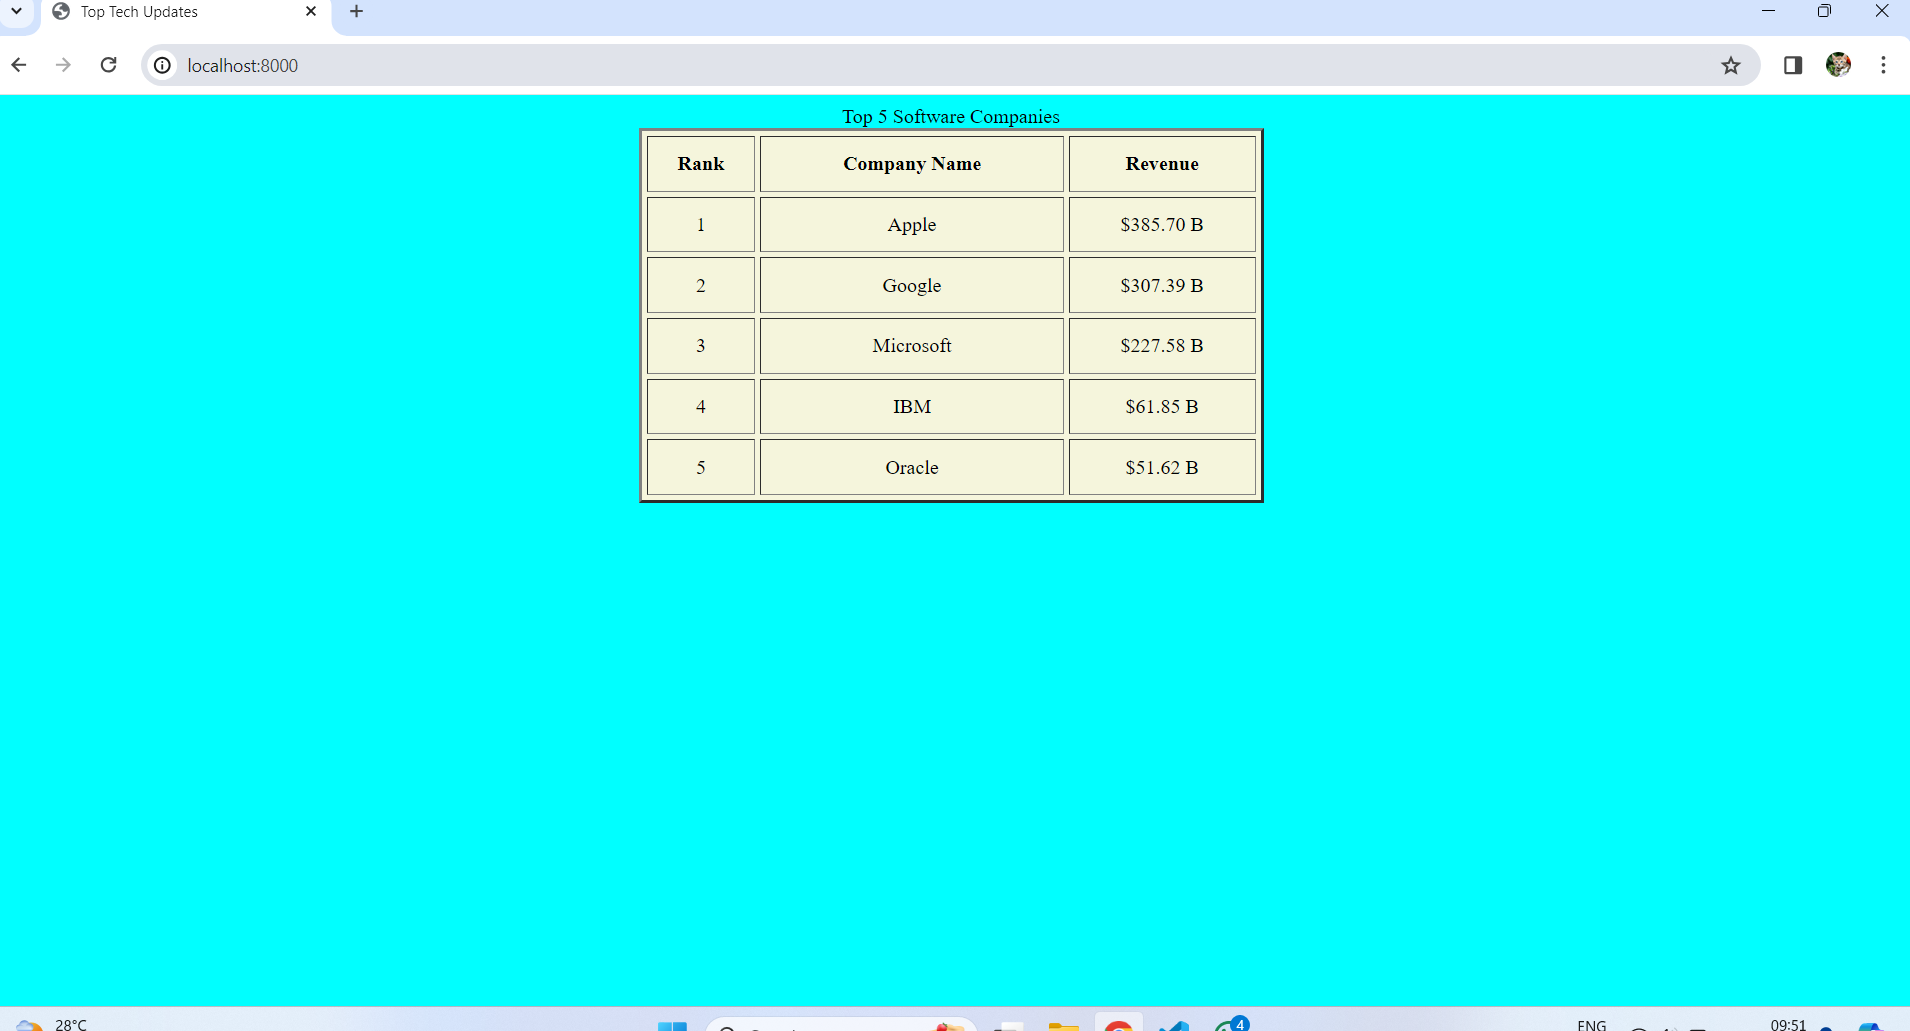 Top Tech Updates
localhost:8000
Top 5 Software Companies
Rank Company Name Revenue
1 Apple $385.70 B
2 Google $307.39 B
3 Microsoft $227.58 B
4 IBM $61.85 B
5 Oracle $51.62 B
28°C 4 ENG 09:51